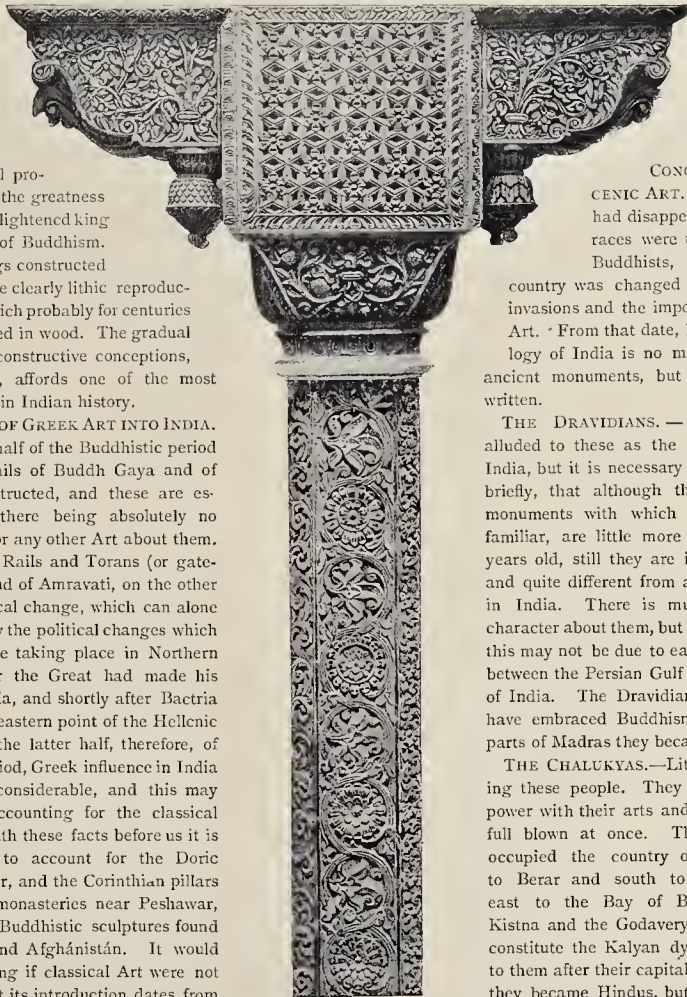 l pro-
the greatness
lightened king
of Buddhism.
gs constructed
e clearly lithic reproduc-
ich probably for centuries
ed in wood. The gradual
constructive conceptions,
, affords one of the most
in Indian history.
OF GREEK ART INTO INDIA.
half of the Buddhistic period
ails of Buddh Gaya and of
tructed, and these are es-
there being absolutely no
or any other Art about them.
Rails and Torans (or gate-
nd of Amravati, on the other
cal change, which can alone
y the political changes which
e taking place in Northern
r the Great had made his
ia, and shortly after Bactria
eastern point of the Hellenic
the latter half, therefore, of
riod, Greek influence in India
considerable, and this may
ccounting for the classical
th these facts before us it is
to account for the Doric
r, and the Corinthian pillars
monasteries near Peshawar,
Buddhistic sculptures found
nd Afghánistán. It would
ng if classical Art were not
t its introduction dates from
CONQ
CENIC ART.
had disappe
races were
Buddhists,
country was changed
invasions and the impo
Art. From that date,
logy of India is no m
ancient monuments, but
written.
THE DRAVIDIANS. —
alluded to these as the
India, but it is necessary
briefly, that although th
monuments with which
familiar, are little more
years old, still they are i
and quite different from a
in India. There is mu
character about them, but
this may not be due to ea
between the Persian Gulf
of India. The Dravidian
have embraced Buddhism
parts of Madras they beca
THE CHALUKYAS.—Lit
ing these people. They
power with their arts and
full blown at once. Th
occupied the country o
to Berar and south to
east to the Bay of B
Kistna and the Godavery
constitute the Kalyan dy
to them after their capital
they became Hindus, but